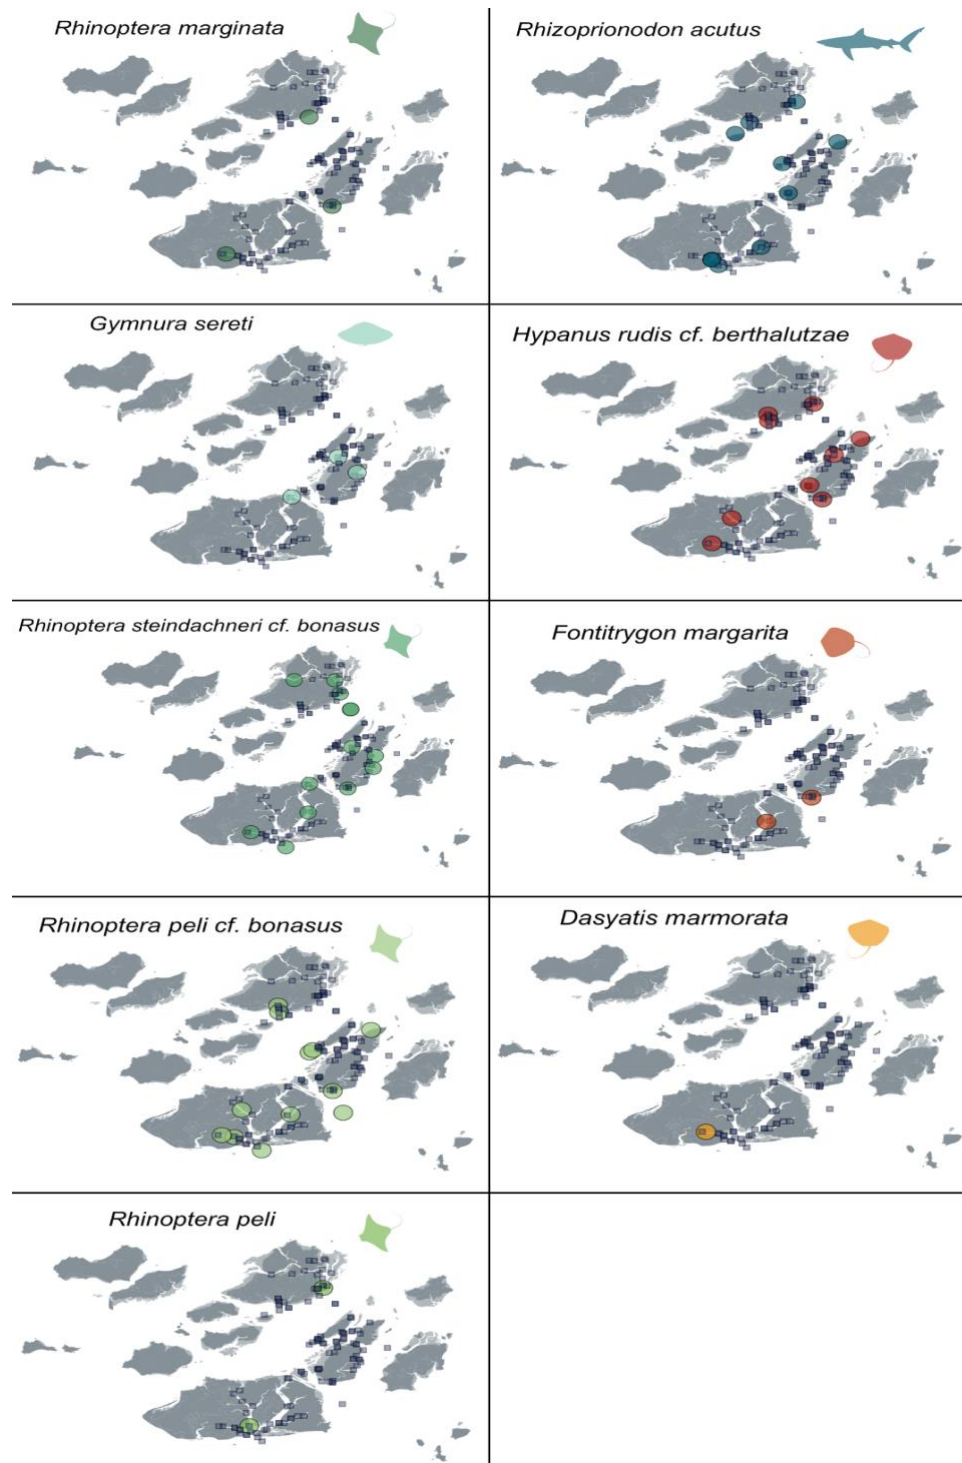 Rhinoptera marginata
Rhizoprionodon acutus
Gymnura sereti
Hypanus rudis cf. berthalutzae
Rhinoptera steindachneri cf. bonasus
Fontitrygon margarita
Rhinoptera peli cf. bonasus
Dasyatis marmorata
Rhinoptera peli